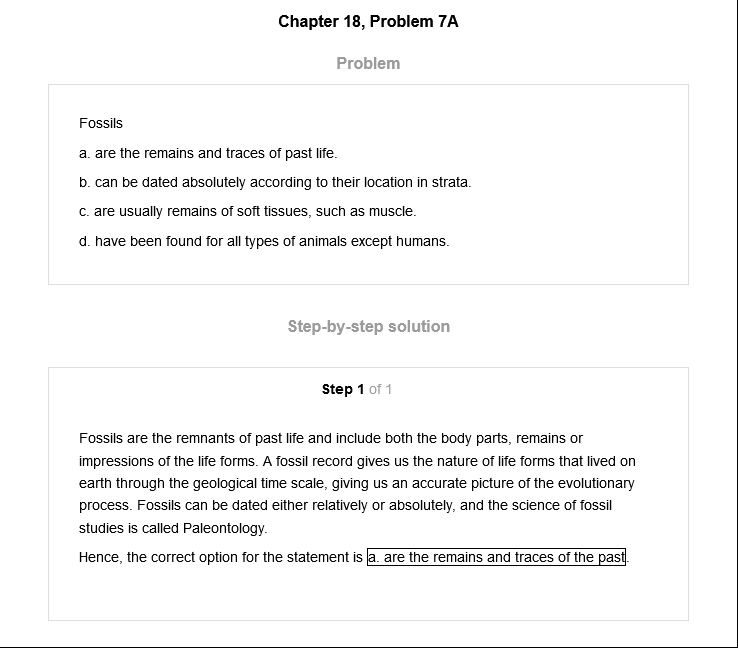 Chapter 18, Problem 7A
Problem
Fossils
a. are the remains and traces of past life.
b. can be dated absolutely according to their location in strata.
c. are usually remains of soft tissues, such as muscle.
d. have been found for all types of animals except humans.
Step-by-step solution
Step 1 of 1
Fossils are the remnants of past life and include both the body parts, remains or
impressions of the life forms. A fossil record gives us the nature of life forms that lived on
earth through the geological time scale, giving us an accurate picture of the evolutionary
process. Fossils can be dated either relatively or absolutely, and the science of fossil
studies is called Paleontology.
Hence, the correct option for the statement is a. are the remains and traces of the past.